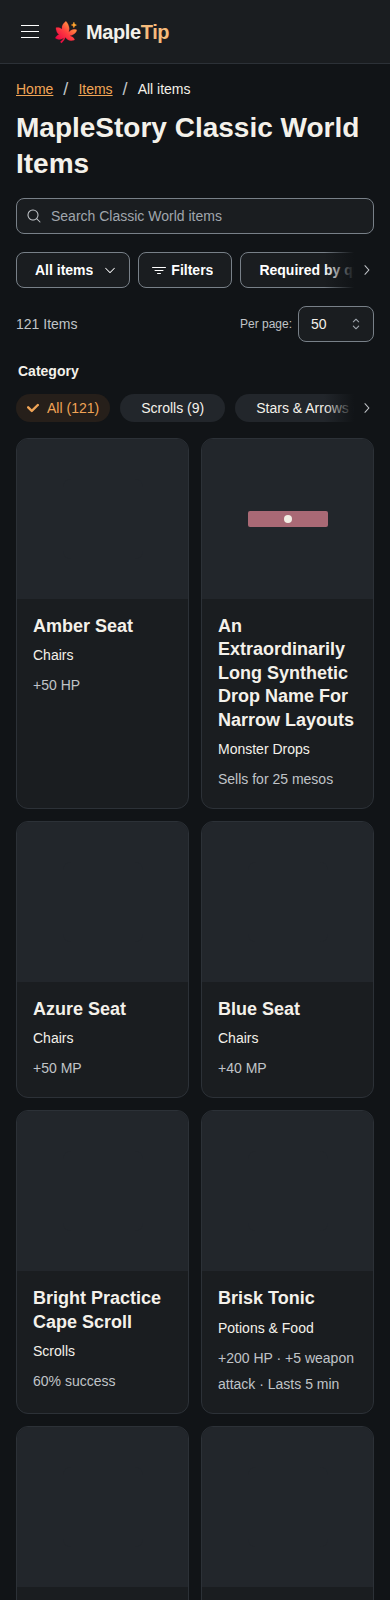 MapleTip
Home / Items / All items
MapleStory Classic World
Items
Search Classic World items
All items
Filters
Required by q
121 Items
Per page: 50
Category
All (121)
Scrolls (9)
Stars & Arrows
Amber Seat
Chairs
+50 HP
An
Extraordinarily
Long Synthetic
Drop Name For
Narrow Layouts
Monster Drops
Sells for 25 mesos
Azure Seat
Chairs
+50 MP
Blue Seat
Chairs
+40 MP
Bright Practice
Cape Scroll
Scrolls
60% success
Brisk Tonic
Potions & Food
+200 HP · +5 weapon
attack · Lasts 5 min